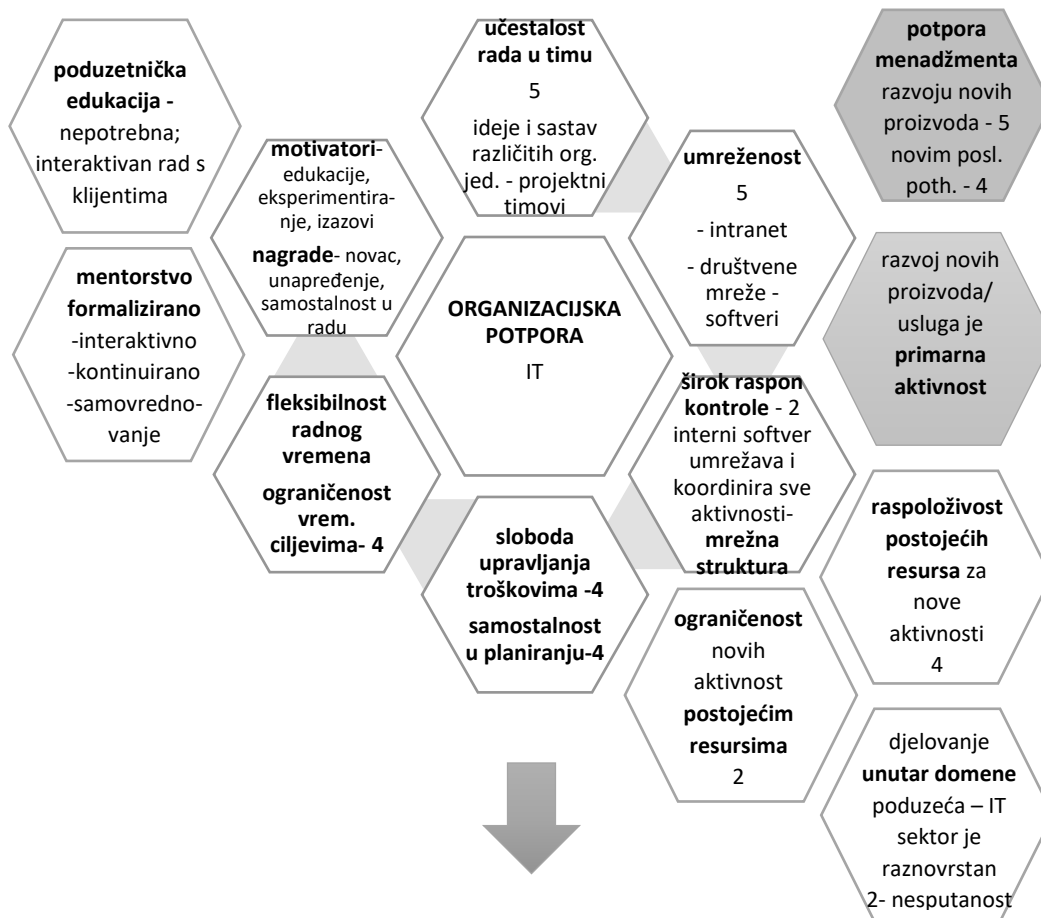 poduzetnička
edukacija -
nepotrebna;
interaktivan rad s
klijentima
mentorstvo
formalizirano
-interaktivno
-kontinuirano
-samovredno-
vanje
motivatori-
edukacije,
eksperimentira-
nje, izazovi
nagrade- novac,
unapređenje,
samostalnost u
radu
fleksibilnost
radnog
vremena
ograničenost
vrem.
ciljevima- 4
učestalost
rada u timu
5
ideje i sastav
različitih org.
jed. - projektni
timovi
ORGANIZACIJSKA
POTPORA
IT
sloboda
upravljanja
troškovima -4
samostalnost
u planiranju-4
umreženost
5
- intranet
- društvene
mreže -
softveri
širok raspon
kontrole - 2
interni softver
umrežava i
koordinira sve
aktivnosti-
mrežna
struktura
ograničenost
novih
aktivnost
postojećim
resursima
2
potpora
menadžmenta
razvoju novih
proizvoda - 5
novim posl.
poth. - 4
razvoj novih
proizvoda/
usluga je
primarna
aktivnost
raspoloživost
postojećih
resursa za
nove
aktivnosti
4
djelovanje
unutar domene
poduzeća – IT
sektor je
raznovrstan
2- nesputanost